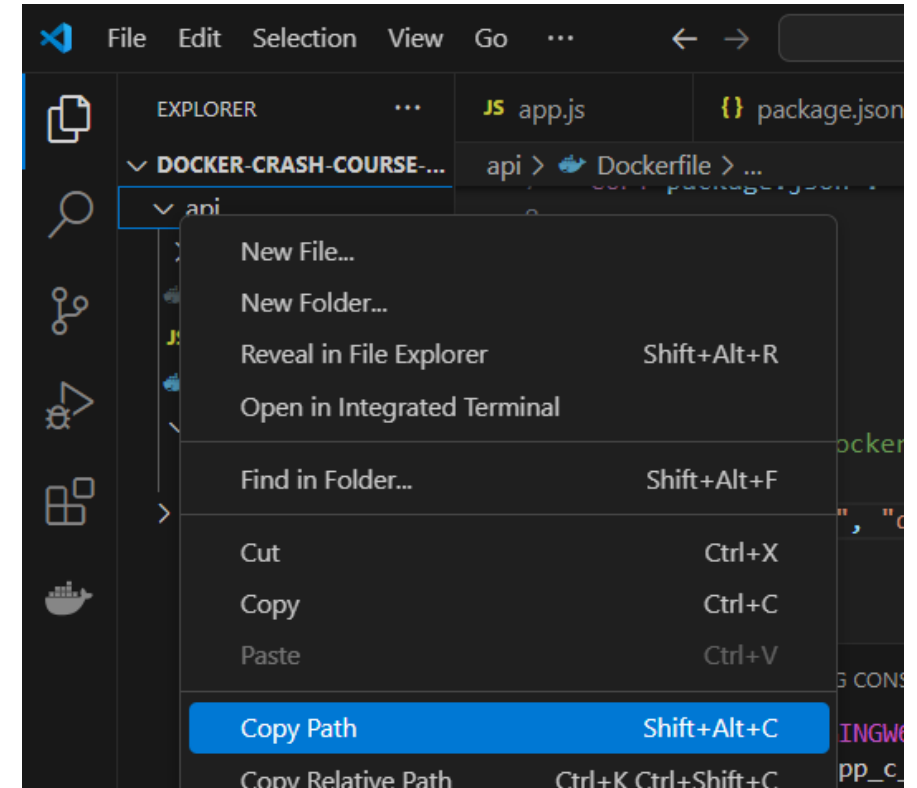 File Edit Selection View Go ...
EXPLORER ...
JS app.js
{} package.json
DOCKER-CRASH-COURSE-...
api > Dockerfile > ...
api
New File...
New Folder...
Reveal in File Explorer Shift+Alt+R
Open in Integrated Terminal
Find in Folder... Shift+Alt+F
Cut Ctrl+X
Copy Ctrl+C
Paste Ctrl+V
Copy Path Shift+Alt+C
Copy Relative Path Ctrl+K Ctrl+Shift+C